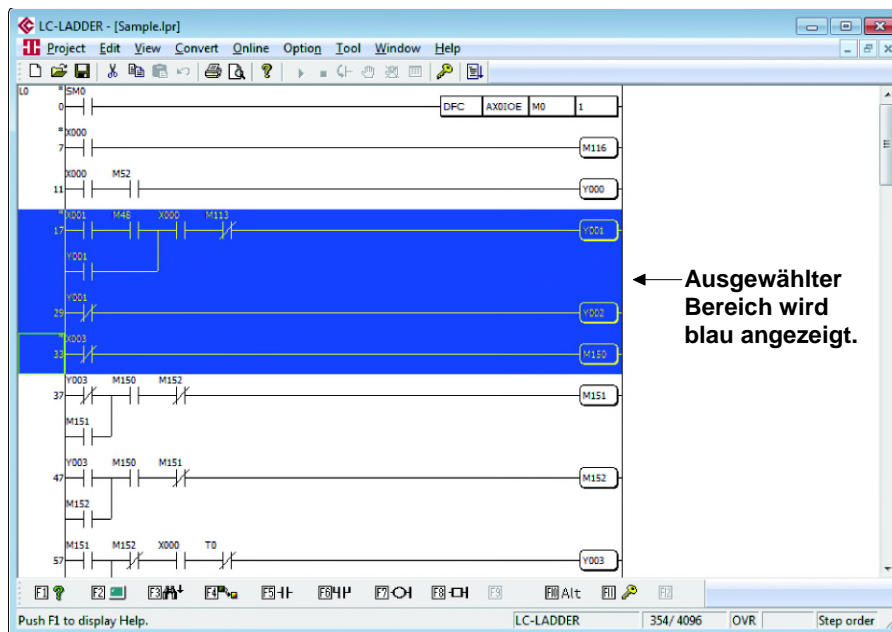 LC-LADDER - [Sample.lpr]
Project Edit View Convert Online Option Tool Window Help
L0 * SM0
0 DFC AX0IOE M0 1
* X000
7 M116
X000 M52
11 Y000
* X001 M46 X000 M113
17 Y001
Y001
Y001
29 Y002
* X003
33 M150
Ausgewählter
Bereich wird
blau angezeigt.
Y003 M150 M152
37 M151
M151
Y003 M150 M151
47 M152
M152
M151 M152 X000 T0
57 Y003
F1 F2 F3 F4 F5 F6 F7 F8 F9 F10 Alt F11 F12
Push F1 to display Help. LC-LADDER 354/ 4096 OVR Step order